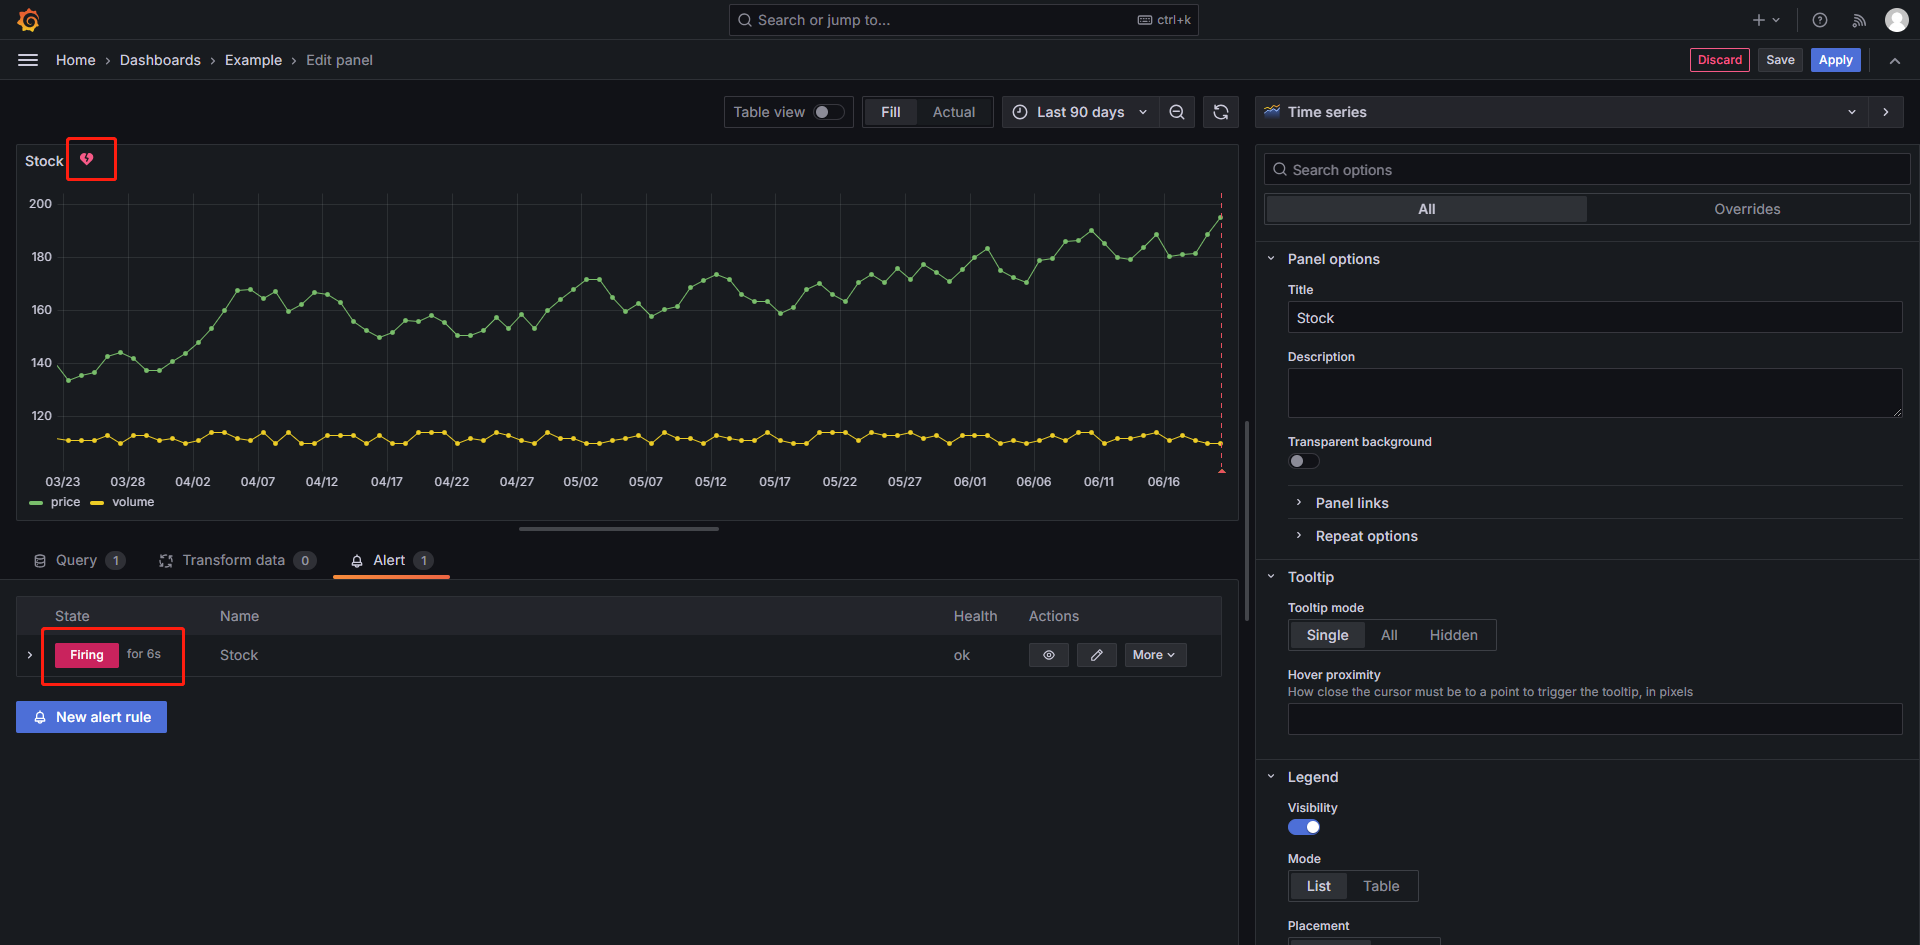 Search or jump to...
ctrl+k
Home › Dashboards › Example › Edit panel
Discard
Save
Apply
Table view
Fill
Actual
Last 90 days
Time series
Stock
200
180
160
140
120
03/23 03/28 04/02 04/07 04/12 04/17 04/22 04/27 05/02 05/07 05/12 05/17 05/22 05/27 06/01 06/06 06/11 06/16
price volume
Query 1
Transform data 0
Alert 1
State Name Health Actions
Firing for 6s Stock ok More
New alert rule
Search options
All
Overrides
Panel options
Title
Stock
Description
Transparent background
Panel links
Repeat options
Tooltip
Tooltip mode
Single All Hidden
Hover proximity
How close the cursor must be to a point to trigger the tooltip, in pixels
Legend
Visibility
Mode
List Table
Placement